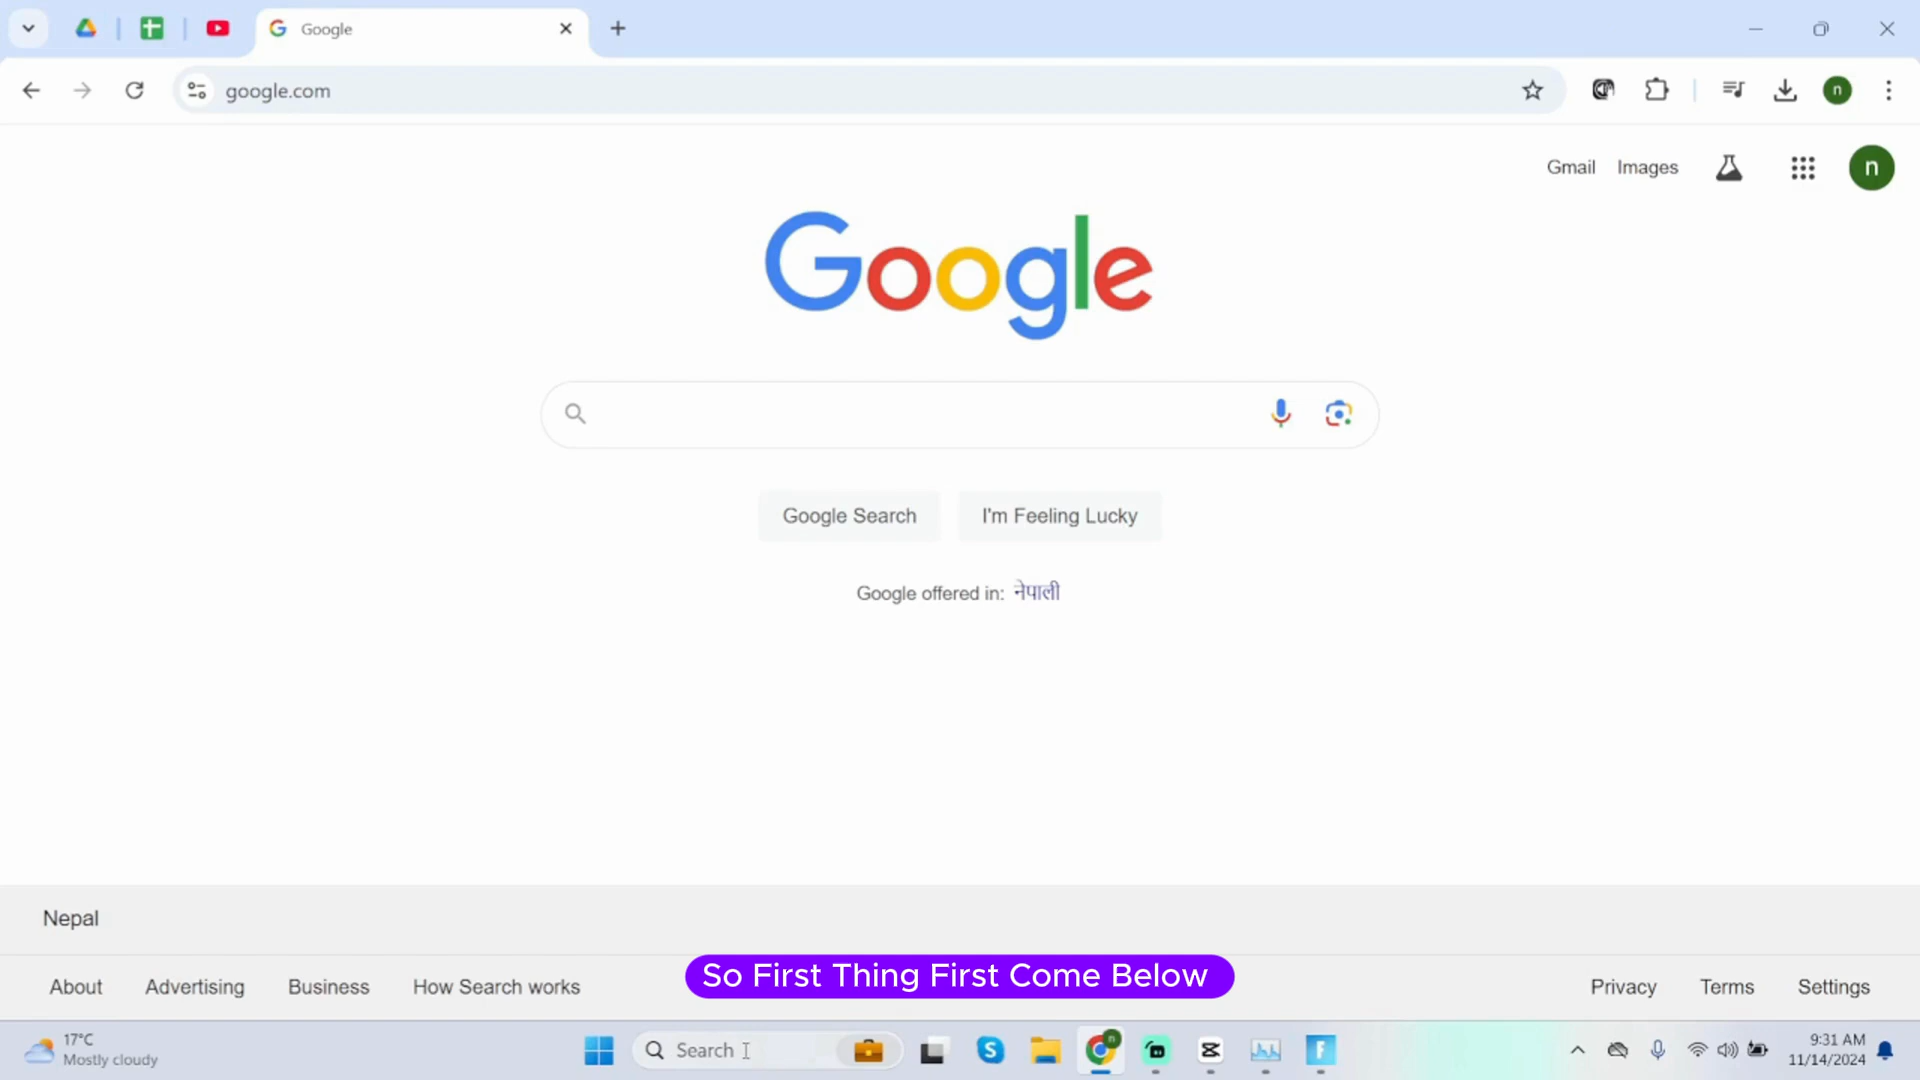 Google
google.com
n
Gmail
Images
n
Google
Google Search
I'm Feeling Lucky
Google offered in: नेपाली
Nepal
About
Advertising
Business
How Search works
So First Thing First Come Below
Privacy
Terms
Settings
17°C
Mostly cloudy
Search
9:31 AM
11/14/2024